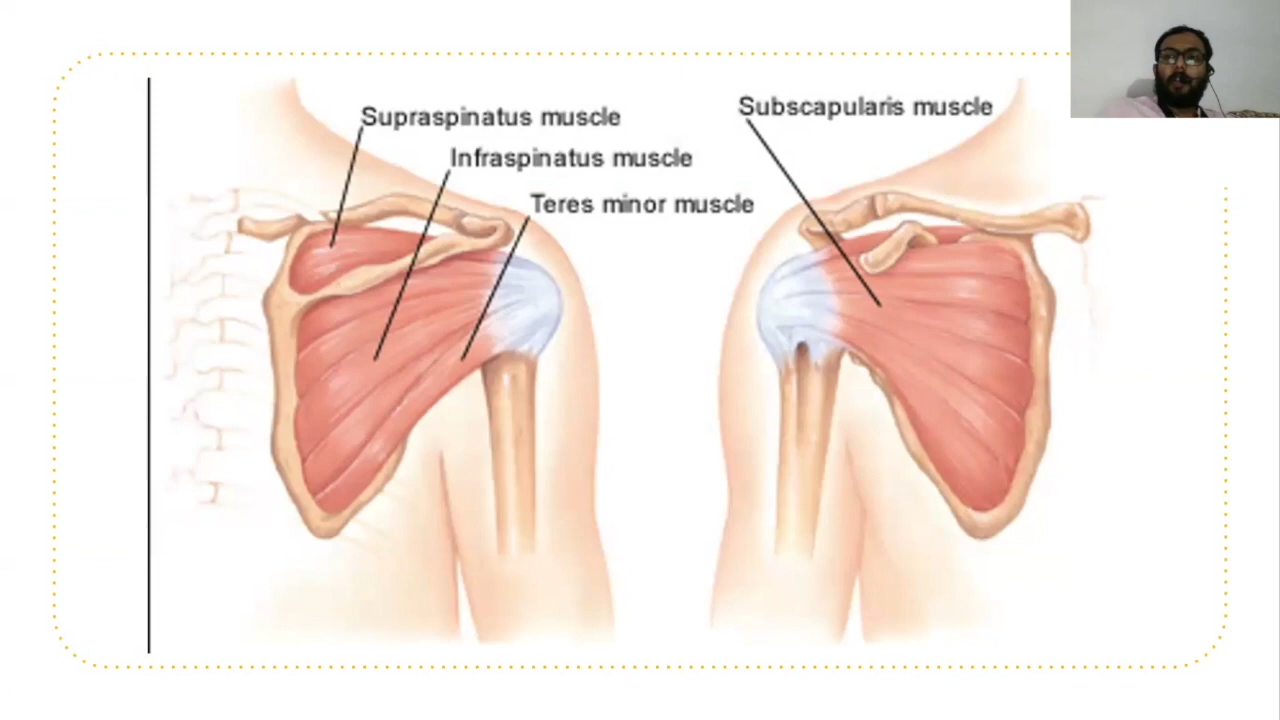 Supraspinatus muscle
Infraspinatus muscle
Teres minor muscle
Subscapularis muscle